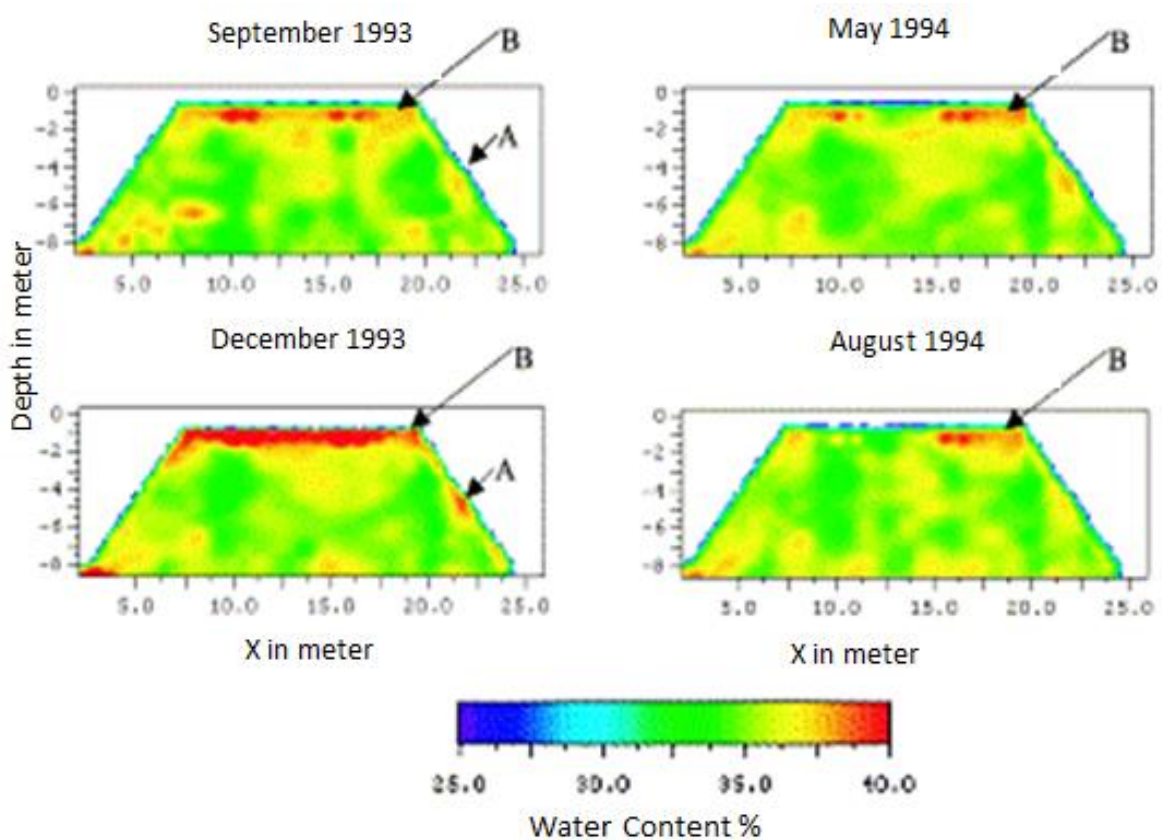 September 1993
B
A
0
-2
-4
-6
-8
5.0 10.0 15.0 20.0 25.0
May 1994
B
0
-2
-4
-6
-8
5.0 10.0 15.0 20.0 25.0
Depth in meter
December 1993
B
A
0
-2
-4
-6
-8
5.0 10.0 15.0 20.0 25.0
X in meter
August 1994
B
0
-2
-4
-6
-8
5.0 10.0 15.0 20.0 25.0
X in meter
25.0 30.0 35.0 40.0
Water Content %